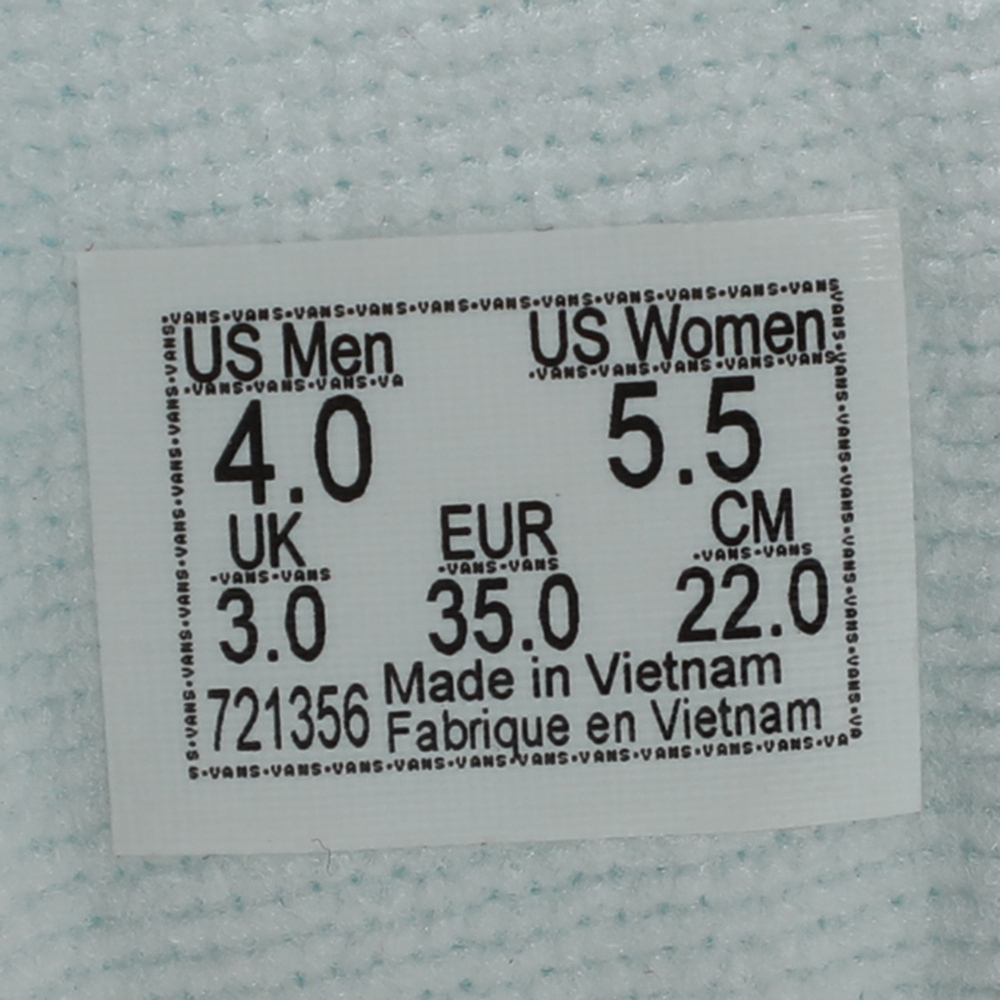 •VANS•VANS•VANS•VANS•VANS•VANS•VANS•VANS•VANS•VANS•VANS
US Men US Women
•VANS•VANS•VANS•VA •VANS•VANS•VANS•VANS•VANS
4.0 5.5
UK EUR CM
•VANS•VANS •VANS•VANS •VANS•VANS
3.0 35.0 22.0
721356 Made in Vietnam
Fabrique en Vietnam
S•VANS•VANS•VANS•VANS•VANS•VANS•VANS•VANS•VANS•VANS•VA